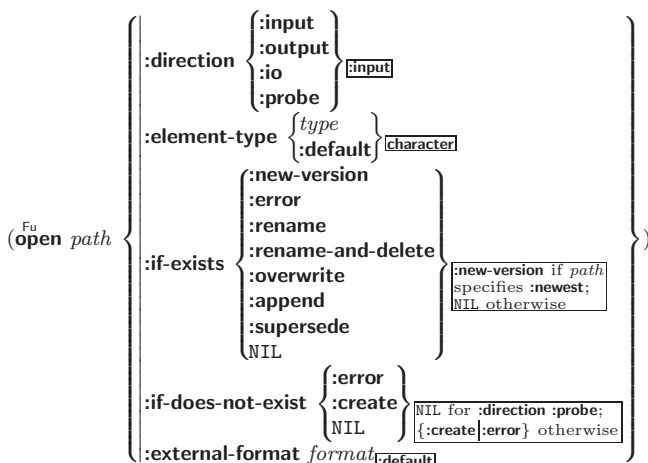 :input
:direction :output :input
:io
:probe
:element-type type character
:default
:new-version
:error
:rename
Fu
(open path :if-exists :rename-and-delete )
:overwrite
:append
:supersede
NIL
:new-version if path
specifies :newest;
NIL otherwise
:error
:if-does-not-exist :create
NIL
NIL for :direction :probe;
{:create|:error} otherwise
:external-format format :default